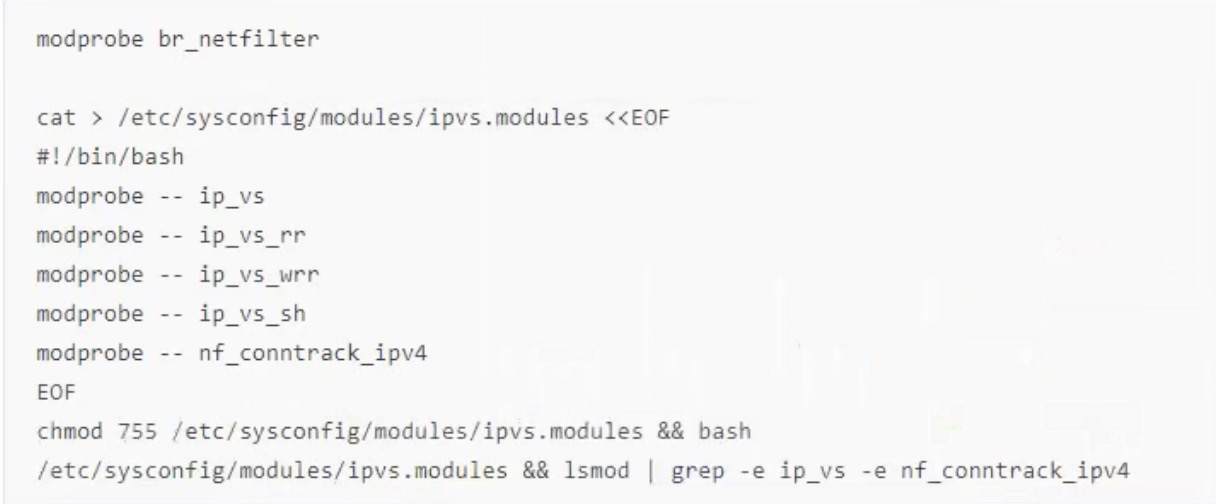 modprobe br_netfilter
cat > /etc/sysconfig/modules/ipvs.modules <<EOF
#!/bin/bash
modprobe -- ip_vs
modprobe -- ip_vs_rr
modprobe -- ip_vs_wrr
modprobe -- ip_vs_sh
modprobe -- nf_conntrack_ipv4
EOF
chmod 755 /etc/sysconfig/modules/ipvs.modules && bash
/etc/sysconfig/modules/ipvs.modules && lsmod | grep -e ip_vs -e nf_conntrack_ipv4